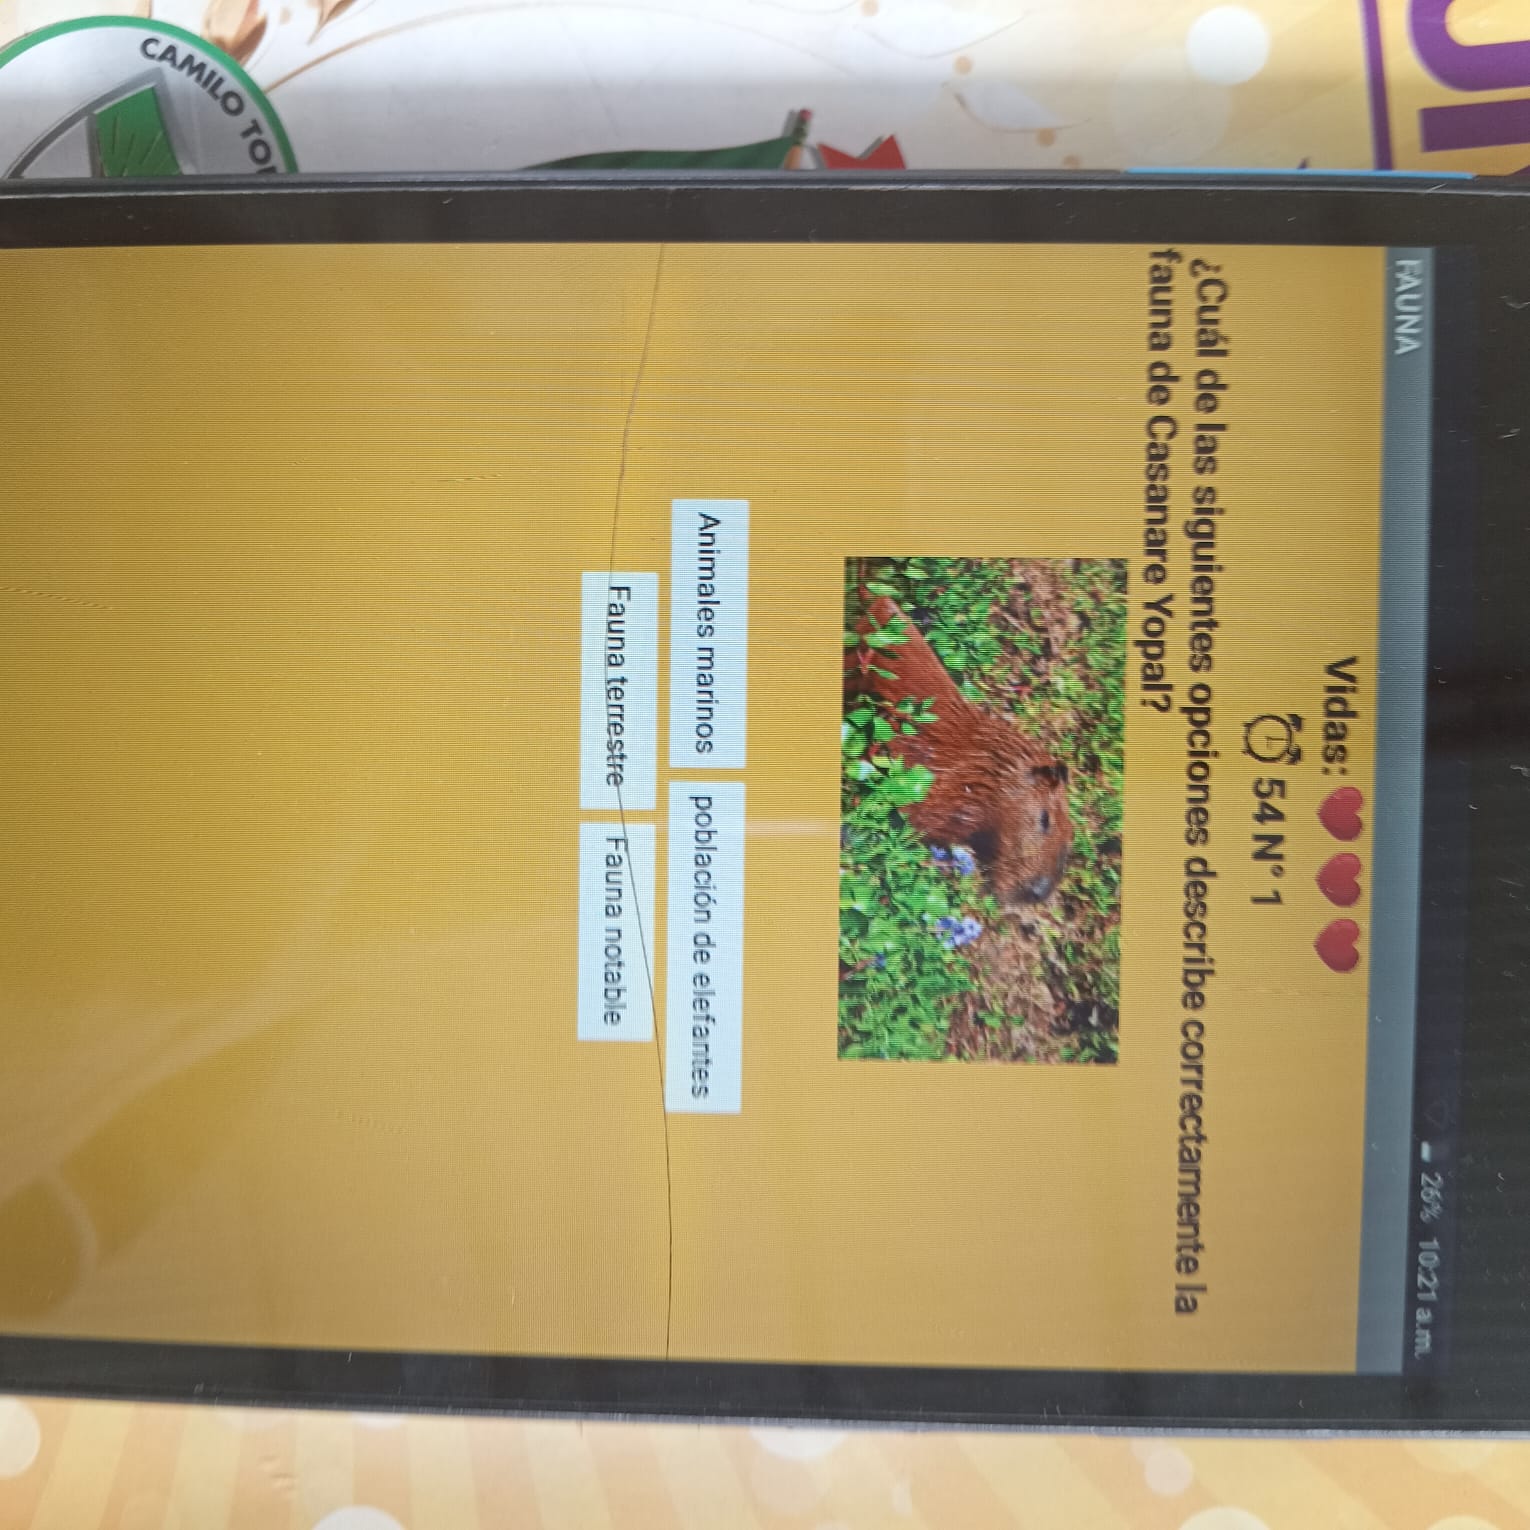 CAMILO TO
FAUNA
26% 10:21 a.m.
Vidas:
54 N° 1
¿Cuál de las siguientes opciones describe correctamente la
fauna de Casanare Yopal?
Animales marinos
población de elefantes
Fauna terrestre
Fauna notable